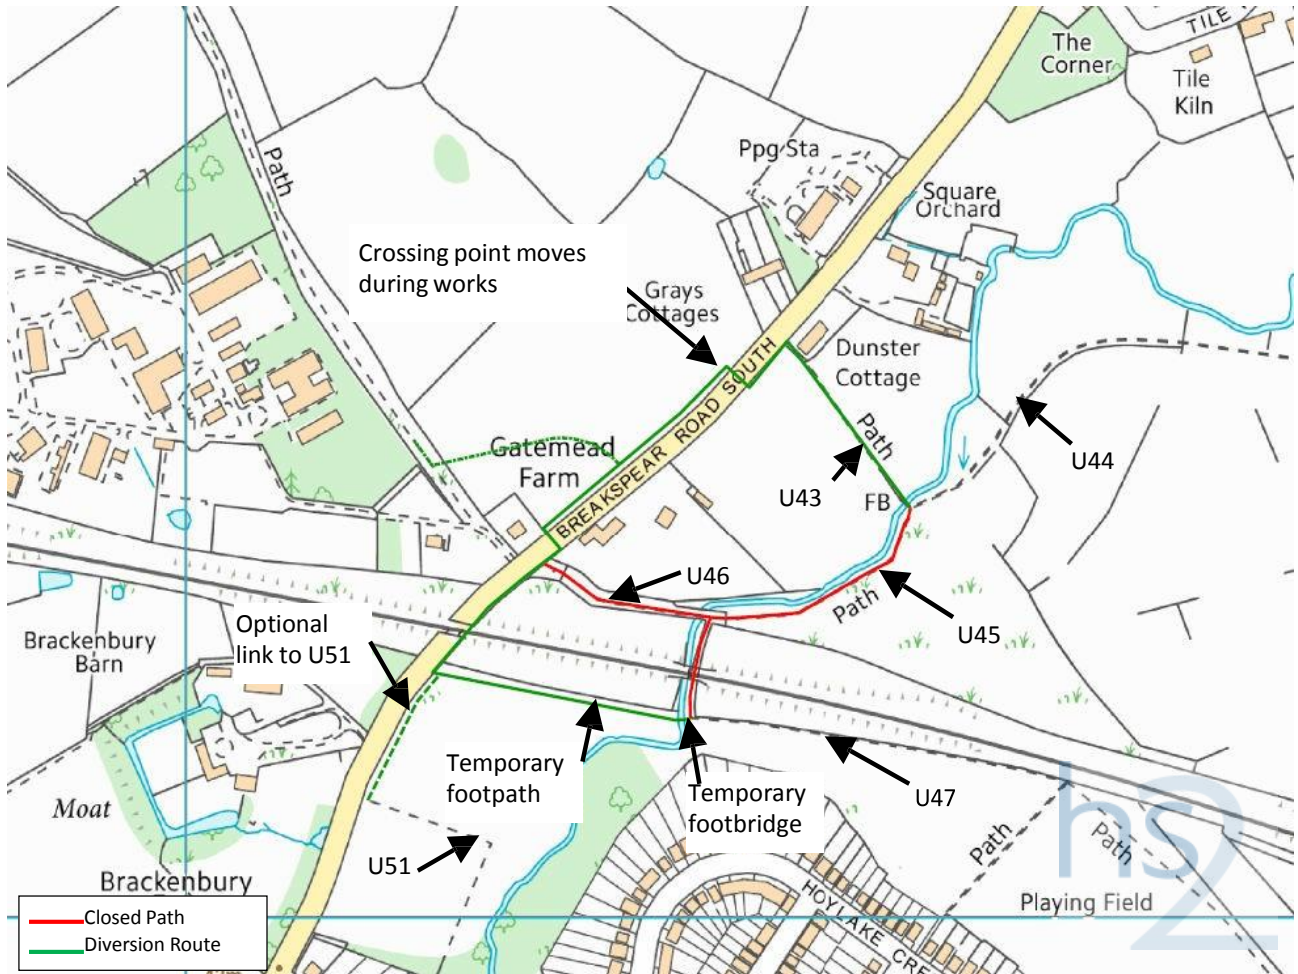 TILE
The
Corner
Tile
Kiln
Ppg Sta
Path
Square
Orchard
Crossing point moves
during works
Grays
Cottages
Dunster
Cottage
BREAKSPEAR ROAD SOUTH
Path
U44
Gatemead
Farm
U43
FB
U46
Path
U45
Optional
link to U51
Brackenbury
Barn
Temporary
footpath
Temporary
footbridge
U47
Moat
U51
Path
Path
hs2
Brackenbury
HOYLAKE CRE
Playing Field
Closed Path
Diversion Route